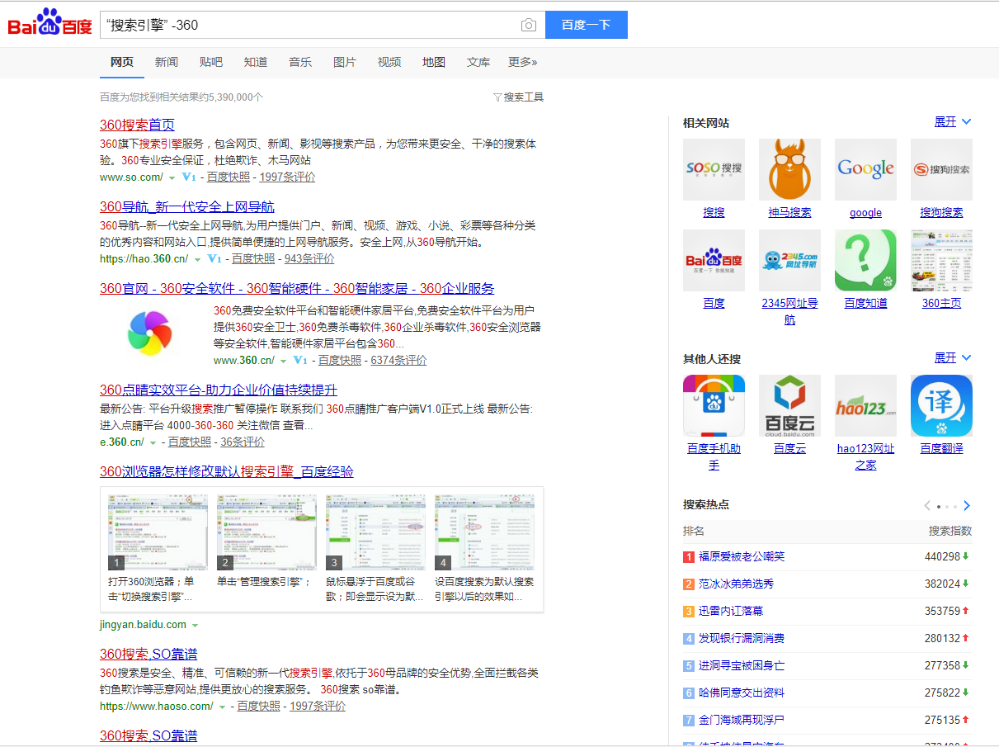 Bai du 百度
“搜索引擎” -360
百度一下
网页 新闻 贴吧 知道 音乐 图片 视频 地图 文库 更多»
百度为您找到相关结果约5,390,000个
搜索工具
360搜索首页
360旗下搜索引擎服务，包含网页、新闻、影视等搜索产品，为您带来更安全、干净的搜索体
验。360专业安全保证，杜绝欺诈、木马网站
www.so.com/ V1 - 百度快照 - 1997条评价
360导航_新一代安全上网导航
360导航--新一代安全上网导航,为用户提供门户、新闻、视频、游戏、小说、彩票等各种分类
的优秀内容和网站入口,提供简单便捷的上网导航服务。安全上网,从360导航开始。
https://hao.360.cn/ V1 - 百度快照 - 943条评价
360官网 - 360安全软件 - 360智能硬件 - 360智能家居 - 360企业服务
360免费安全软件平台和智能硬件家居平台,免费安全软件平台为用户
提供360安全卫士,360免费杀毒软件,360企业杀毒软件,360安全浏览器
等安全软件,智能硬件家居平台包含360...
www.360.cn/ V1 - 百度快照 - 6374条评价
360点睛实效平台-助力企业价值持续提升
最新公告: 平台升级搜索推广暂停操作 联系我们 360点睛推广客户端V1.0正式上线 最新公告:
进入点睛平台 4000-360-360 关注微信 查看...
e.360.cn/ - 百度快照 - 36条评价
360浏览器怎样修改默认搜索引擎_百度经验
1 2 3 4
打开360浏览器；单
击“切换搜索引擎”...
单击“管理搜索引擎”；
鼠标悬浮于百度或谷
歌；即会显示设为默...
设百度搜索为默认搜索
引擎以后的效果如...
jingyan.baidu.com
360搜索,SO靠谱
360搜索是安全、精准、可信赖的新一代搜索引擎,依托于360母品牌的安全优势,全面拦截各类
钓鱼欺诈等恶意网站,提供更放心的搜索服务。 360搜索 so靠谱。
https://www.haoso.com/ - 百度快照 - 1997条评价
360搜索,SO靠谱
相关网站
展开
SOSO 搜搜
Google
S 搜狗搜索
搜搜 神马搜索 google 搜狗搜索
Bai du 百度
百度一下 你就知道
2345.com
网址导航
?
百度 2345网址导
航
百度知道 360主页
其他人还搜
展开
百度云
cloud.baidu.com
hao123.com
译
百度手机助
手
百度云
hao123网址
之家
百度翻译
搜索热点
排名 搜索指数
1 福原爱被老公嘲笑 440298
2 范冰冰弟弟选秀 382024
3 迅雷内讧落幕 353759
4 发现银行漏洞消费 280132
5 进洞寻宝被困身亡 277358
6 哈佛同意交出资料 275822
7 金门海域再现浮尸 275135